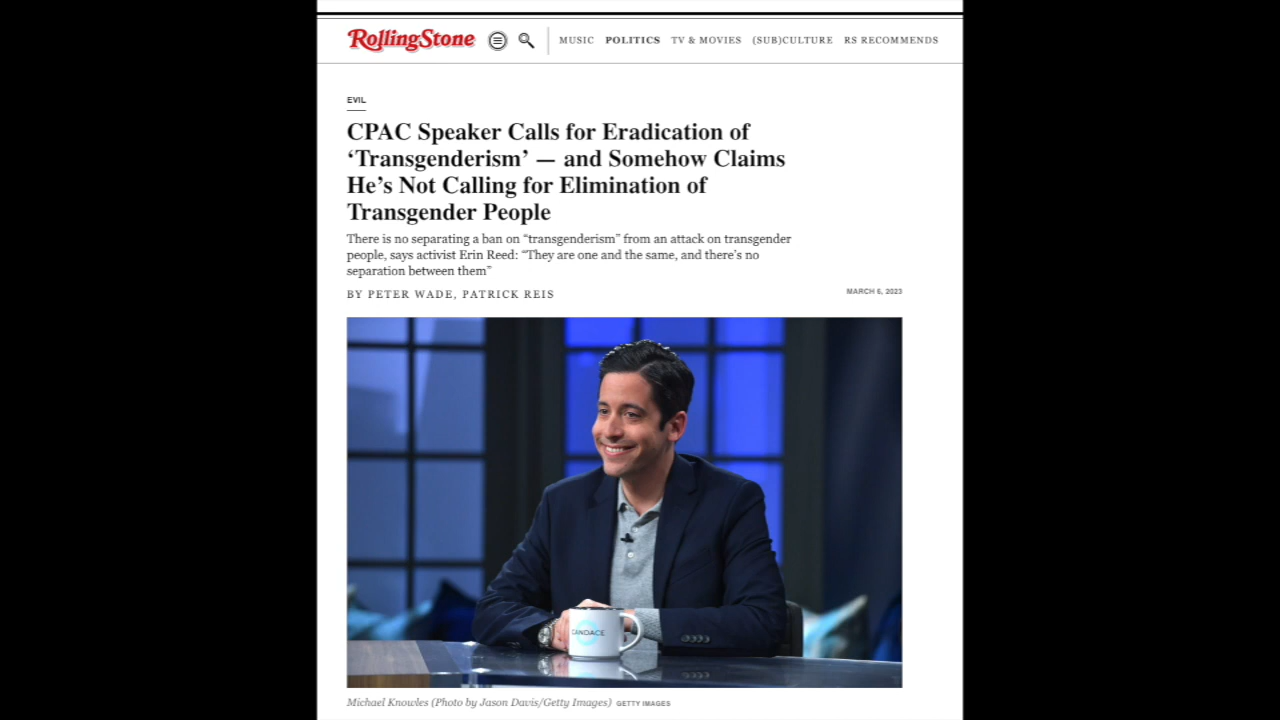 RollingStone MUSIC POLITICS TV & MOVIES (SUB)CULTURE RS RECOMMENDS
EVIL
CPAC Speaker Calls for Eradication of
‘Transgenderism’ — and Somehow Claims
He’s Not Calling for Elimination of
Transgender People
There is no separating a ban on “transgenderism” from an attack on transgender
people, says activist Erin Reed: “They are one and the same, and there’s no
separation between them”
BY PETER WADE, PATRICK REIS
MARCH 6, 2023
CANDACE
Michael Knowles (Photo by Jason Davis/Getty Images) GETTY IMAGES